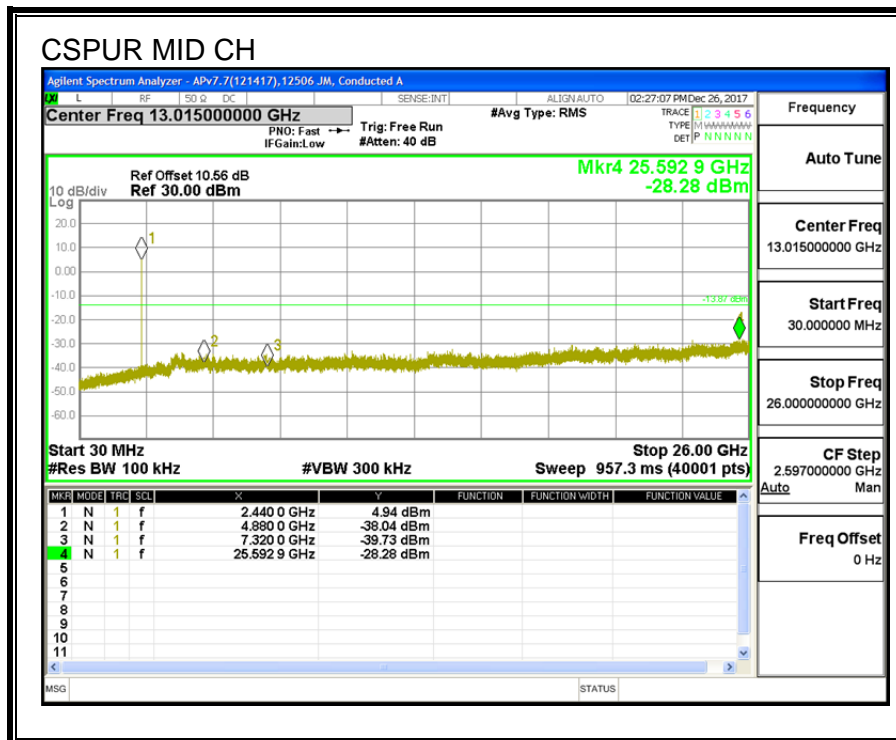 CSPUR MID CH
Agilent Spectrum Analyzer - APv7.7(121417),12506 JM, Conducted A
LXI L RF 50 Ω DC SENSE:INT ALIGN AUTO 02:27:07 PM Dec 26, 2017
Center Freq 13.015000000 GHz
PNO: Fast
IFGain:Low
Trig: Free Run
#Atten: 40 dB
#Avg Type: RMS
TRACE 1 2 3 4 5 6
TYPE M WWWWW
DET P N N N N N
Ref Offset 10.56 dB
Ref 30.00 dBm
10 dB/div
Log
Mkr4 25.592 9 GHz
-28.28 dBm
20.0
10.0
0.00
-10.0
-20.0
-30.0
-40.0
-50.0
-60.0
1
2
3
4
-13.87 dBm
Start 30 MHz
Stop 26.00 GHz
#Res BW 100 kHz
#VBW 300 kHz
Sweep 957.3 ms (40001 pts)
MKR MODE TRC SCL X Y FUNCTION FUNCTION WIDTH FUNCTION VALUE
1 N 1 f 2.440 0 GHz 4.94 dBm
2 N 1 f 4.880 0 GHz -38.04 dBm
3 N 1 f 7.320 0 GHz -39.73 dBm
4 N 1 f 25.592 9 GHz -28.28 dBm
5
6
7
8
9
10
11
MSG
STATUS
Frequency
Auto Tune
Center Freq
13.015000000 GHz
Start Freq
30.000000 MHz
Stop Freq
26.000000000 GHz
CF Step
2.597000000 GHz
Auto Man
Freq Offset
0 Hz